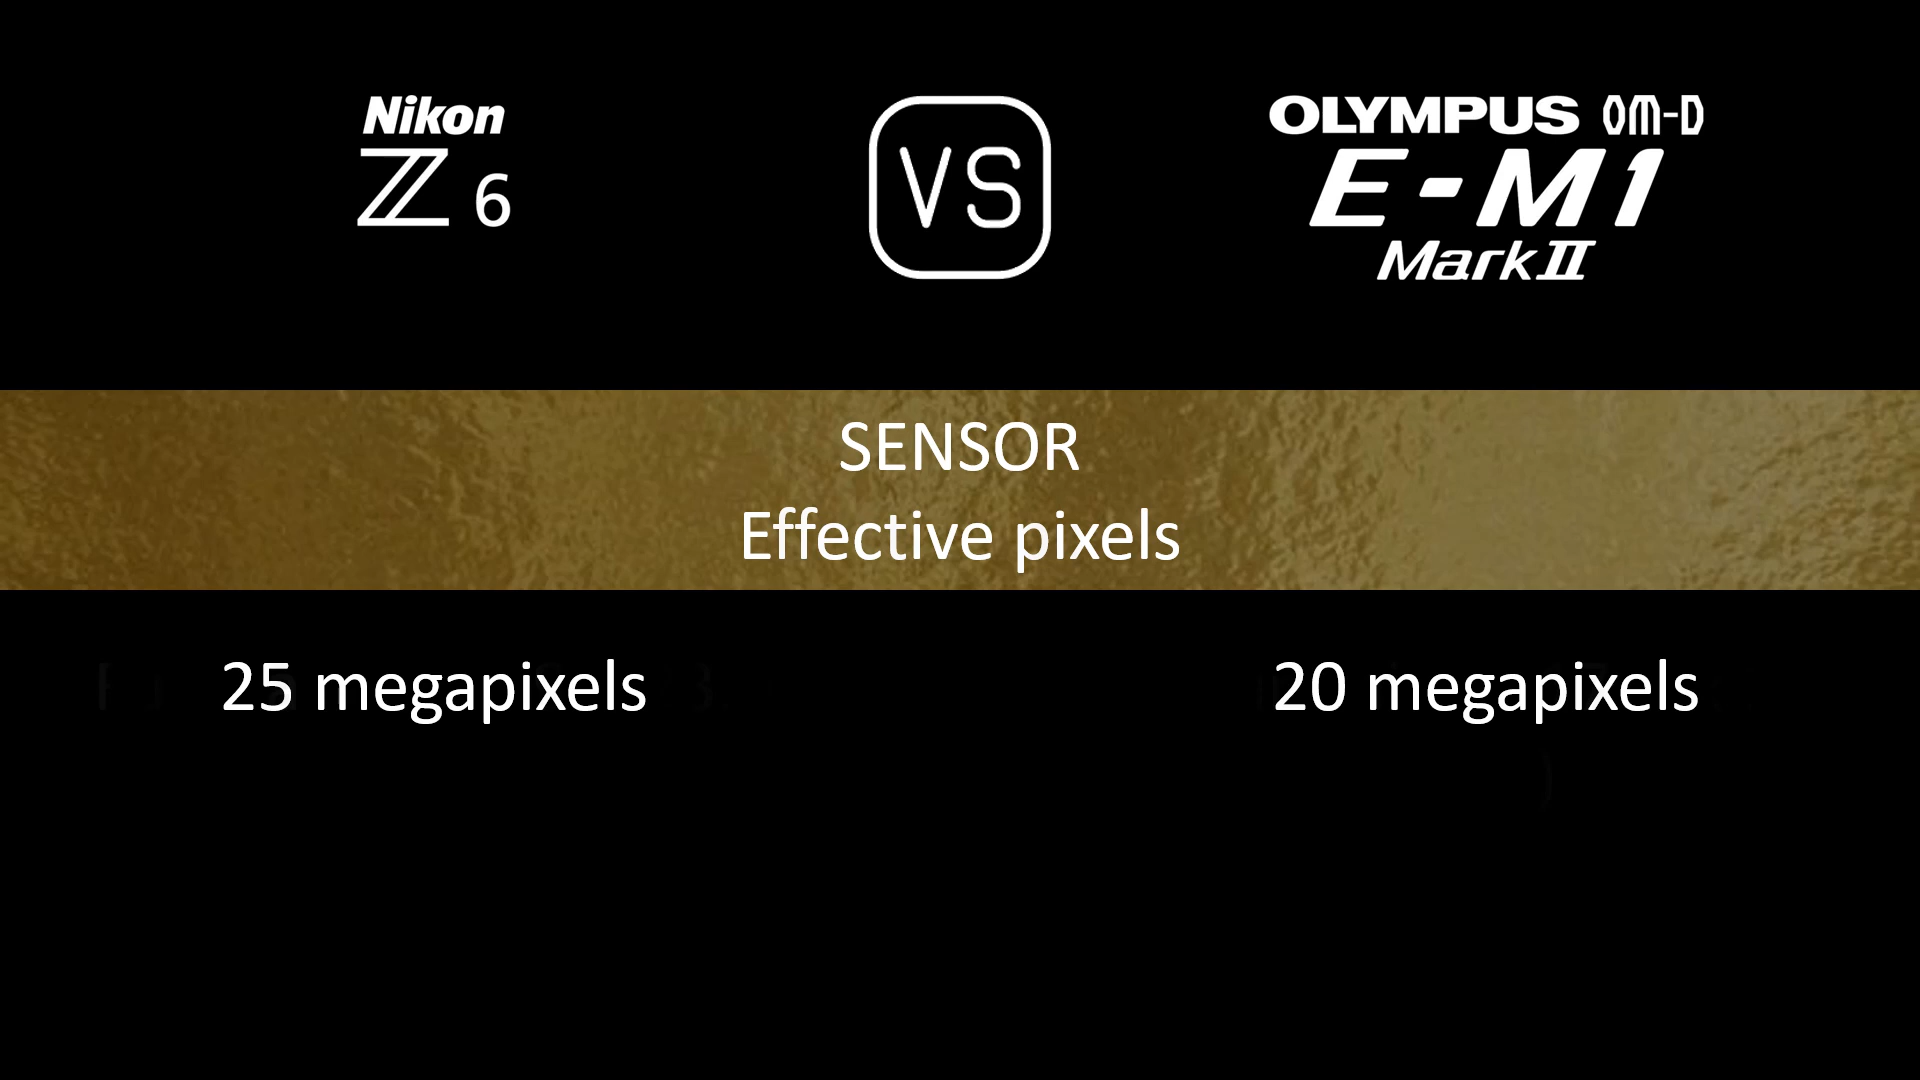 Nikon
Z 6
VS
OLYMPUS OM-D
E-M1
Mark II
SENSOR
Effective pixels
25 megapixels
20 megapixels